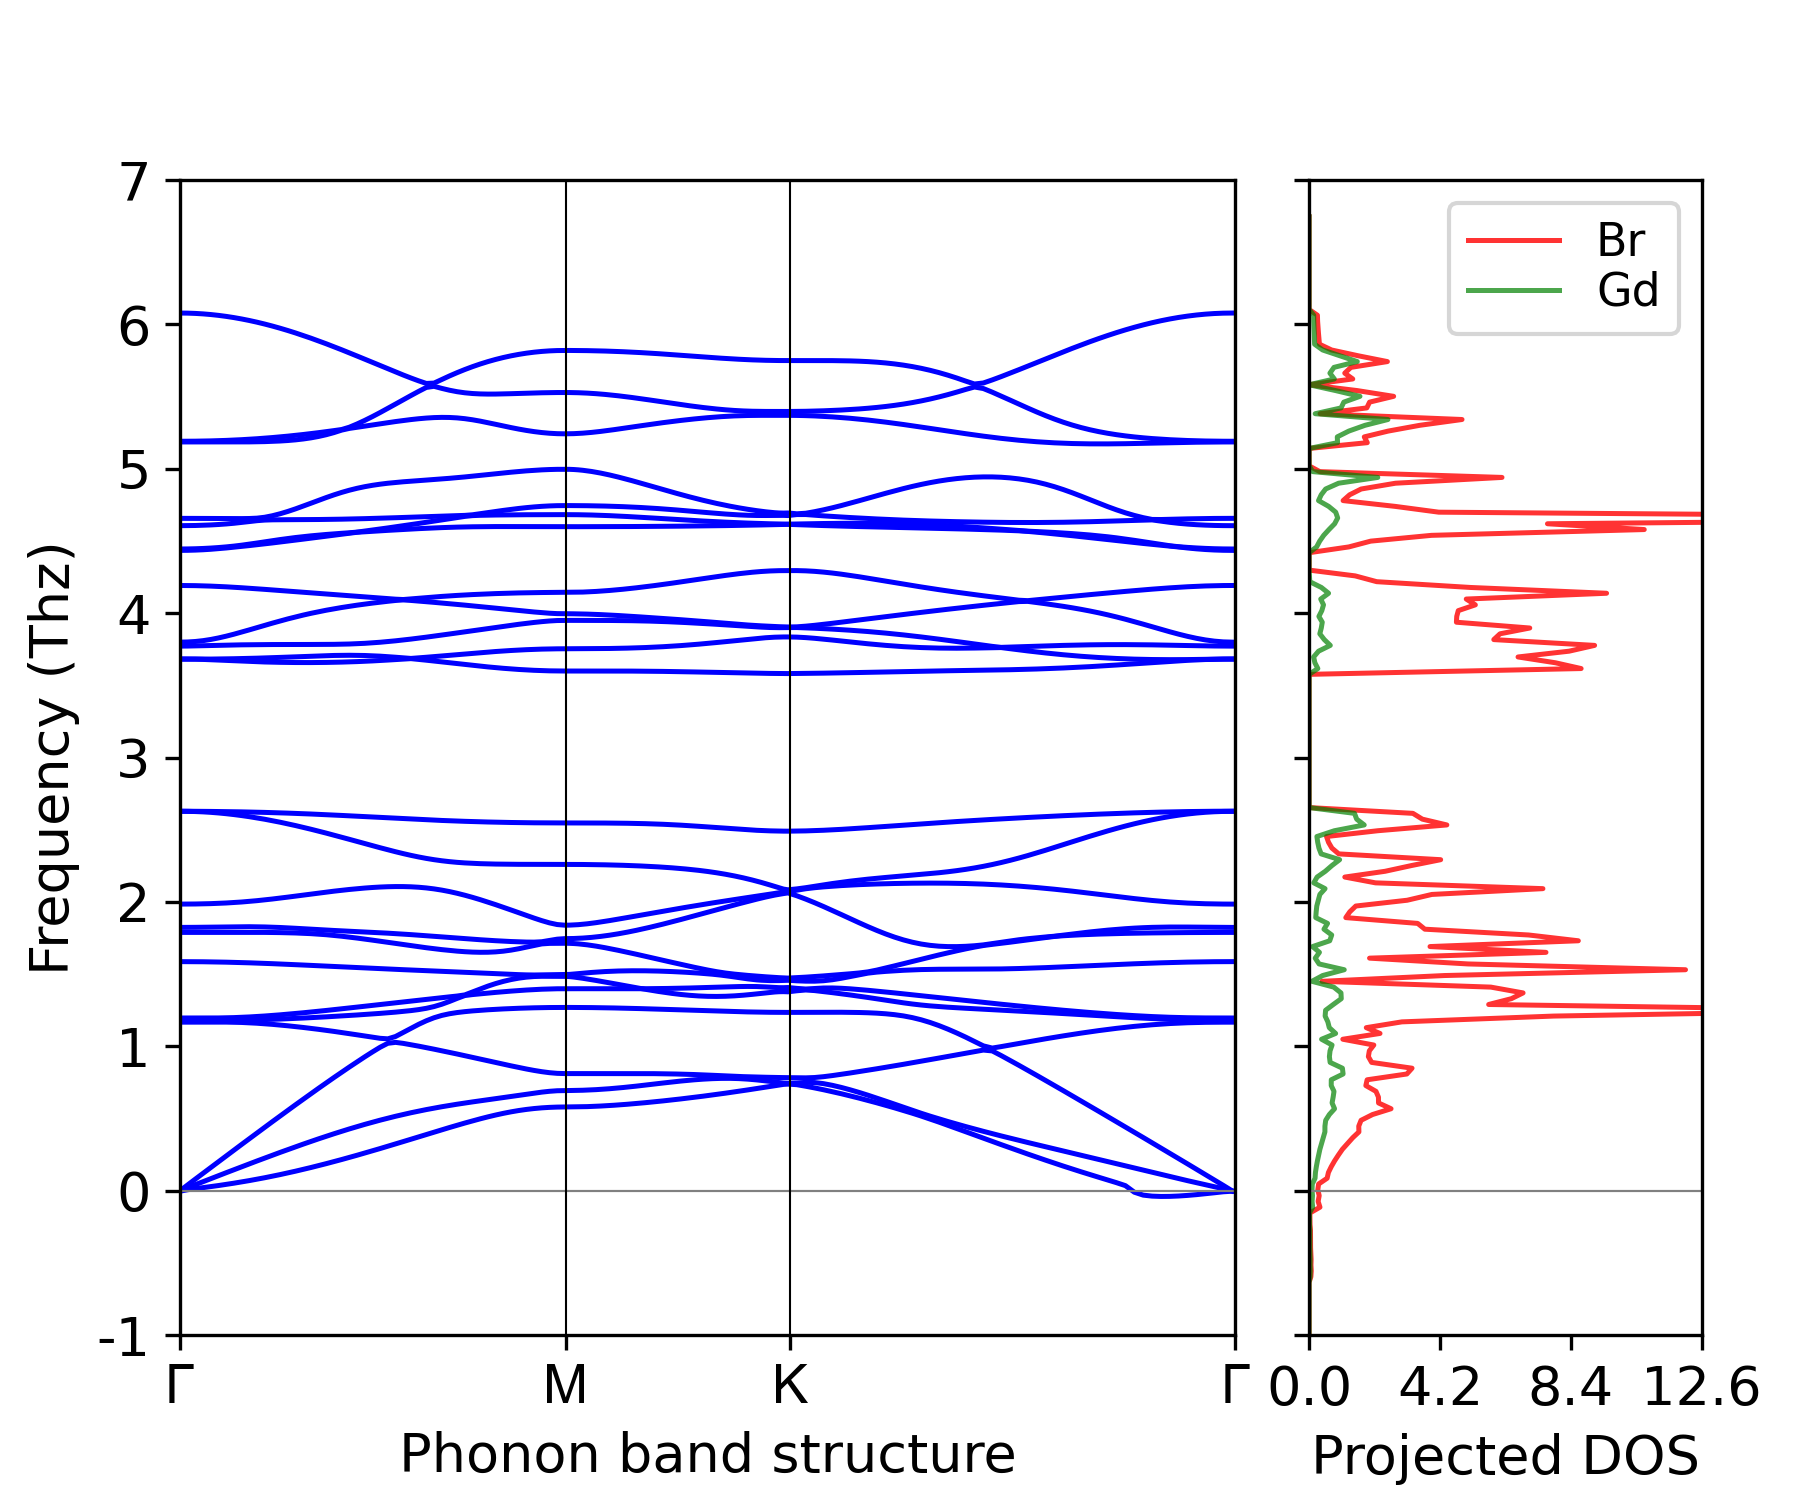 Br
Gd
7
6
5
4
3
2
1
0
-1
Frequency (Thz)
Γ M K Γ
0.0 4.2 8.4 12.6
Phonon band structure
Projected DOS